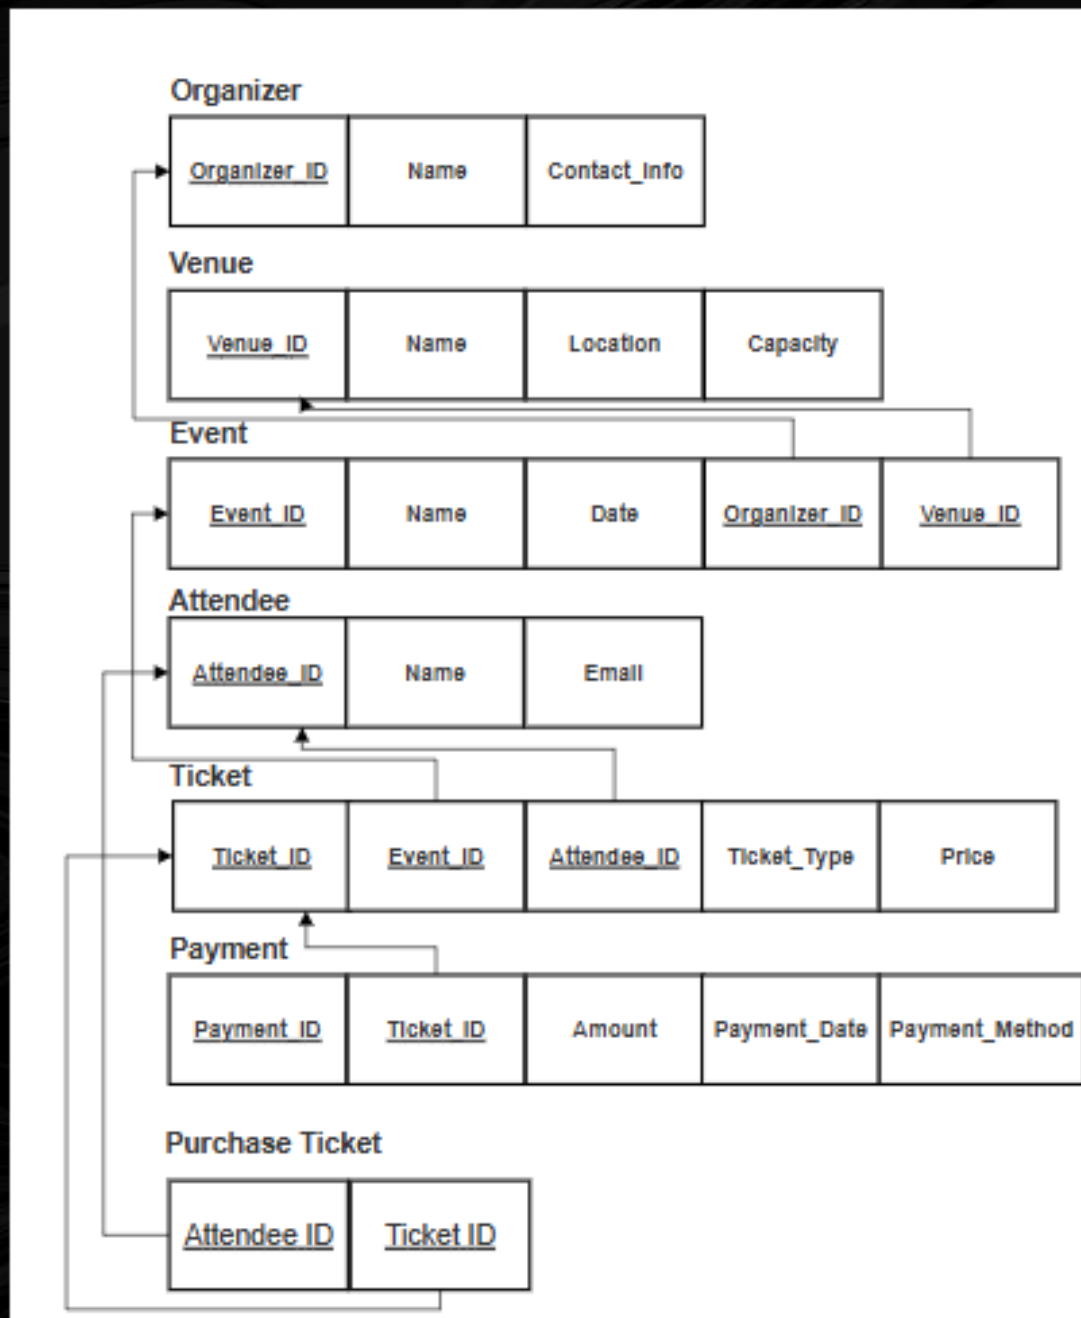 Organizer
Organizer_ID Name Contact_Info
Venue
Venue_ID Name Location Capacity
Event
Event_ID Name Date Organizer_ID Venue_ID
Attendee
Attendee_ID Name Email
Ticket
Ticket_ID Event_ID Attendee_ID Ticket_Type Price
Payment
Payment_ID Ticket_ID Amount Payment_Date Payment_Method
Purchase Ticket
Attendee ID Ticket ID